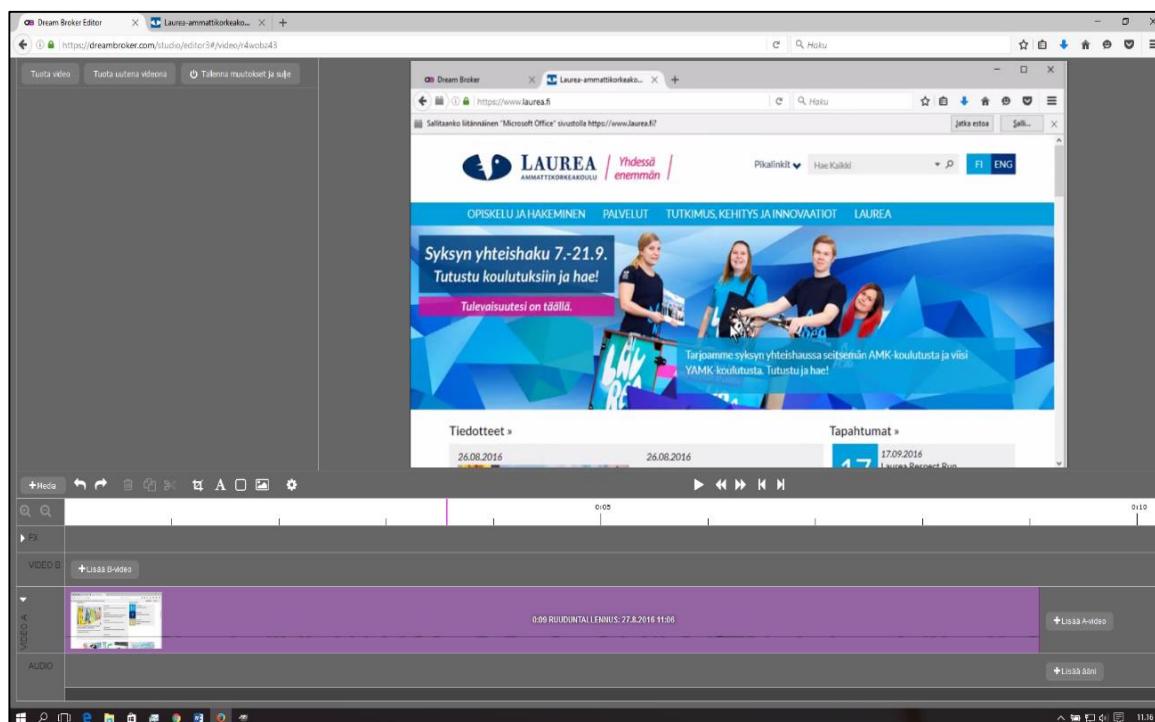 Dream Broker Editor
Laurea-ammattikorkeako...
https://dreambroker.com/studio/editor3#/video/r4wobz43
Haku
Tuota video
Tuota uutena videona
Tallenna muutokset ja sulje
Dream Broker
Laurea-ammattikorkeako...
https://www.laurea.fi
Haku
Sallitaanko liitännäinen "Microsoft Office" sivustolla https://www.laurea.fi?
Jatka estoa
Salli...
LAUREA
AMMATTIKORKEAKOULU
Yhdessä
enemmän
Pikalinkit
Hae Kaikki
FI
ENG
OPISKELU JA HAKEMINEN
PALVELUT
TUTKIMUS, KEHITYS JA INNOVAATIOT
LAUREA
Syksyn yhteishaku 7.-21.9.
Tutustu koulutuksiin ja hae!
Tulevaisuutesi on täällä.
Tarjoamme syksyn yhteishaussa seitsemän AMK-koulutusta ja viisi
YAMK-koulutusta. Tutustu ja hae!
Tiedotteet »
Tapahtumat »
26.08.2016
26.08.2016
17
17.09.2016
Laurea Respect Run
+Media
0:05
0:10
FX
VIDEO B
+Lisää B-video
VIDEO A
0:09 RUUDUNTALLENNUS: 27.8.2016 11:06
+Lisää A-video
AUDIO
+Lisää ääni
11.16